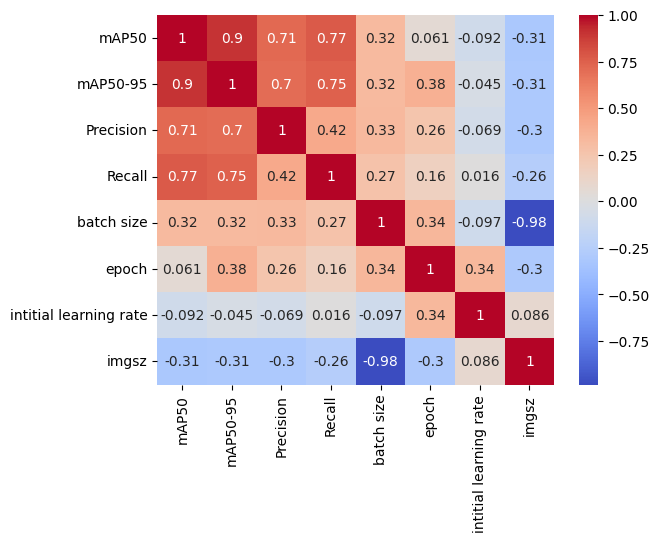 mAP50 1 0.9 0.71 0.77 0.32 0.061 -0.092 -0.31
mAP50-95 0.9 1 0.7 0.75 0.32 0.38 -0.045 -0.31
Precision 0.71 0.7 1 0.42 0.33 0.26 -0.069 -0.3
Recall 0.77 0.75 0.42 1 0.27 0.16 0.016 -0.26
batch size 0.32 0.32 0.33 0.27 1 0.34 -0.097 -0.98
epoch 0.061 0.38 0.26 0.16 0.34 1 0.34 -0.3
intitial learning rate -0.092 -0.045 -0.069 0.016 -0.097 0.34 1 0.086
imgsz -0.31 -0.31 -0.3 -0.26 -0.98 -0.3 0.086 1
mAP50
mAP50-95
Precision
Recall
batch size
epoch
intitial learning rate
imgsz
1.00
0.75
0.50
0.25
0.00
−0.25
−0.50
−0.75